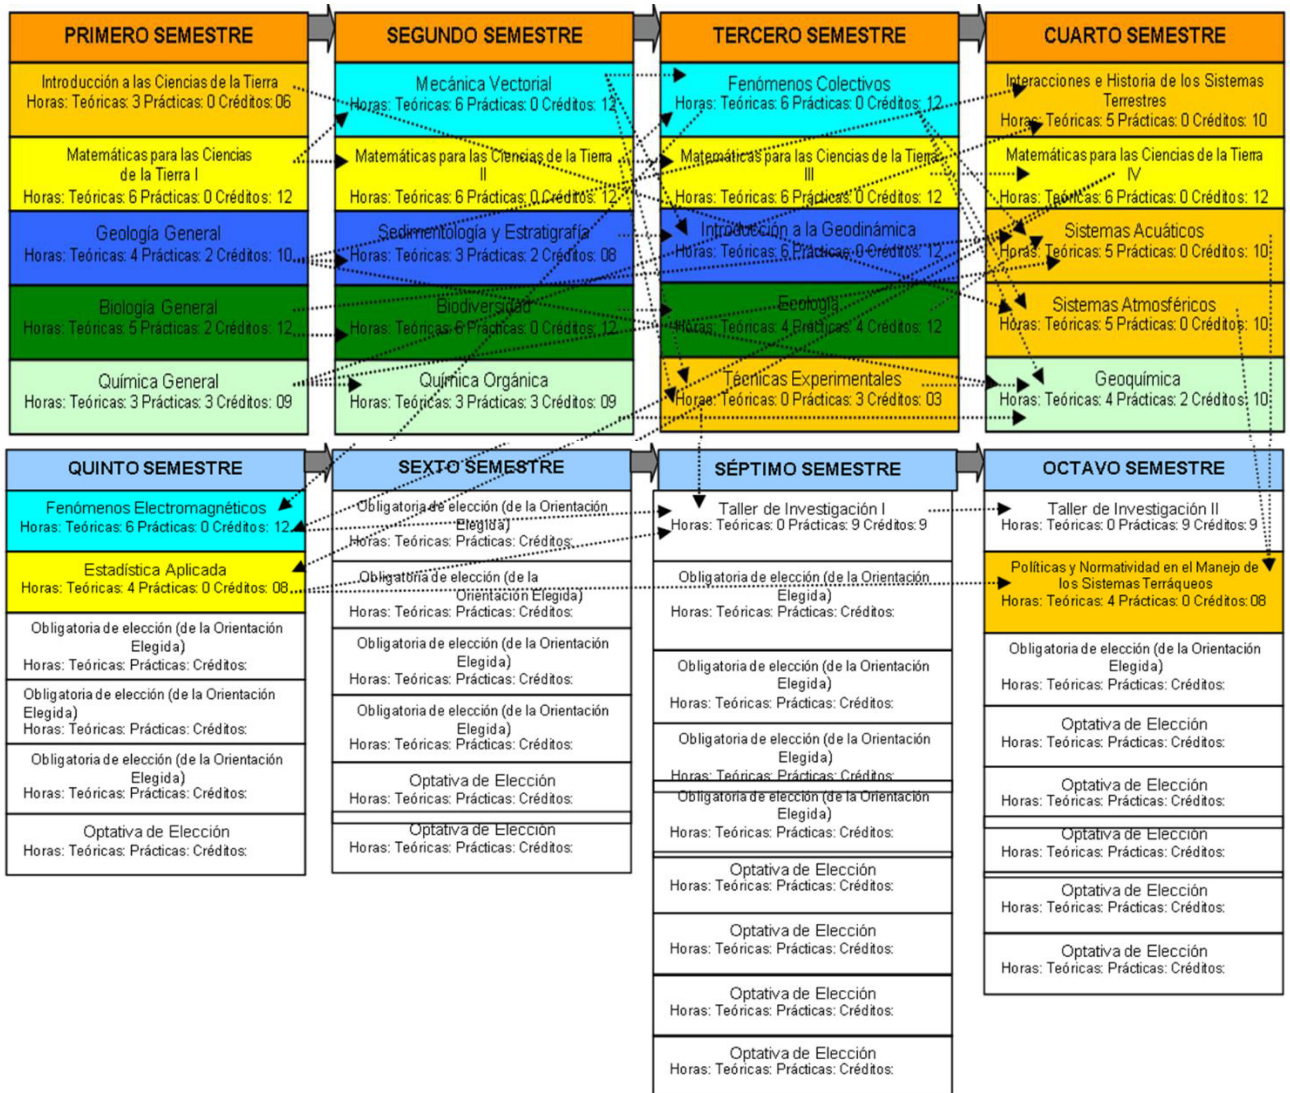 PRIMERO SEMESTRE
Introducción a las Ciencias de la Tierra
Horas: Teóricas: 3 Prácticas: 0 Créditos: 06
Matemáticas para las Ciencias
de la Tierra I
Horas: Teóricas: 6 Prácticas: 0 Créditos: 12
Geología General
Horas: Teóricas: 4 Prácticas: 2 Créditos: 10
Biología General
Horas: Teóricas: 5 Prácticas: 2 Créditos: 12
Química General
Horas: Teóricas: 3 Prácticas: 3 Créditos: 09
SEGUNDO SEMESTRE
Mecánica Vectorial
Horas: Teóricas: 6 Prácticas: 0 Créditos: 12
Matemáticas para las Ciencias de la Tierra
II
Horas: Teóricas: 6 Prácticas: 0 Créditos: 12
Sedimentología y Estratigrafía
Horas: Teóricas: 3 Prácticas: 2 Créditos: 08
Biodiversidad
Horas: Teóricas: 6 Prácticas: 0 Créditos: 12
Química Orgánica
Horas: Teóricas: 3 Prácticas: 3 Créditos: 09
TERCERO SEMESTRE
Fenómenos Colectivos
Horas: Teóricas: 6 Prácticas: 0 Créditos: 12
Matemáticas para las Ciencias de la Tierra
III
Horas: Teóricas: 6 Prácticas: 0 Créditos: 12
Introducción a la Geodinámica
Horas: Teóricas: 6 Prácticas: 0 Créditos: 12
Ecología
Horas: Teóricas: 4 Prácticas: 4 Créditos: 12
Técnicas Experimentales
Horas: Teóricas: 0 Prácticas: 3 Créditos: 03
CUARTO SEMESTRE
Interacciones e Historia de los Sistemas
Terrestres
Horas: Teóricas: 5 Prácticas: 0 Créditos: 10
Matemáticas para las Ciencias de la Tierra
IV
Horas: Teóricas: 6 Prácticas: 0 Créditos: 12
Sistemas Acuáticos
Horas: Teóricas: 5 Prácticas: 0 Créditos: 10
Sistemas Atmosféricos
Horas: Teóricas: 5 Prácticas: 0 Créditos: 10
Geoquímica
Horas: Teóricas: 4 Prácticas: 2 Créditos: 10
QUINTO SEMESTRE
Fenómenos Electromagnéticos
Horas: Teóricas: 6 Prácticas: 0 Créditos: 12
Estadística Aplicada
Horas: Teóricas: 4 Prácticas: 0 Créditos: 08
Obligatoria de elección (de la Orientación
Elegida)
Horas: Teóricas: Prácticas: Créditos:
Obligatoria de elección (de la Orientación
Elegida)
Horas: Teóricas: Prácticas: Créditos:
Obligatoria de elección (de la Orientación
Elegida)
Horas: Teóricas: Prácticas: Créditos:
Optativa de Elección
Horas: Teóricas: Prácticas: Créditos:
SEXTO SEMESTRE
Obligatoria de elección (de la Orientación
Elegida)
Horas: Teóricas: Prácticas: Créditos:
Obligatoria de elección (de la
Orientación Elegida)
Horas: Teóricas: Prácticas: Créditos:
Obligatoria de elección (de la Orientación
Elegida)
Horas: Teóricas: Prácticas: Créditos:
Obligatoria de elección (de la Orientación
Elegida)
Horas: Teóricas: Prácticas: Créditos:
Optativa de Elección
Horas: Teóricas: Prácticas: Créditos:
Optativa de Elección
Horas: Teóricas: Prácticas: Créditos:
SÉPTIMO SEMESTRE
Taller de Investigación I
Horas: Teóricas: 0 Prácticas: 9 Créditos: 9
Obligatoria de elección (de la Orientación
Elegida)
Horas: Teóricas: Prácticas: Créditos:
Obligatoria de elección (de la Orientación
Elegida)
Horas: Teóricas: Prácticas: Créditos:
Obligatoria de elección (de la Orientación
Elegida)
Horas: Teóricas: Prácticas: Créditos:
Obligatoria de elección (de la Orientación
Elegida)
Horas: Teóricas: Prácticas: Créditos:
Optativa de Elección
Horas: Teóricas: Prácticas: Créditos:
Optativa de Elección
Horas: Teóricas: Prácticas: Créditos:
Optativa de Elección
Horas: Teóricas: Prácticas: Créditos:
Optativa de Elección
Horas: Teóricas: Prácticas: Créditos:
OCTAVO SEMESTRE
Taller de Investigación II
Horas: Teóricas: 0 Prácticas: 9 Créditos: 9
Políticas y Normatividad en el Manejo de
los Sistemas Terráqueos
Horas: Teóricas: 4 Prácticas: 0 Créditos: 08
Obligatoria de elección (de la Orientación
Elegida)
Horas: Teóricas: Prácticas: Créditos:
Optativa de Elección
Horas: Teóricas: Prácticas: Créditos:
Optativa de Elección
Horas: Teóricas: Prácticas: Créditos:
Optativa de Elección
Horas: Teóricas: Prácticas: Créditos:
Optativa de Elección
Horas: Teóricas: Prácticas: Créditos:
Optativa de Elección
Horas: Teóricas: Prácticas: Créditos: